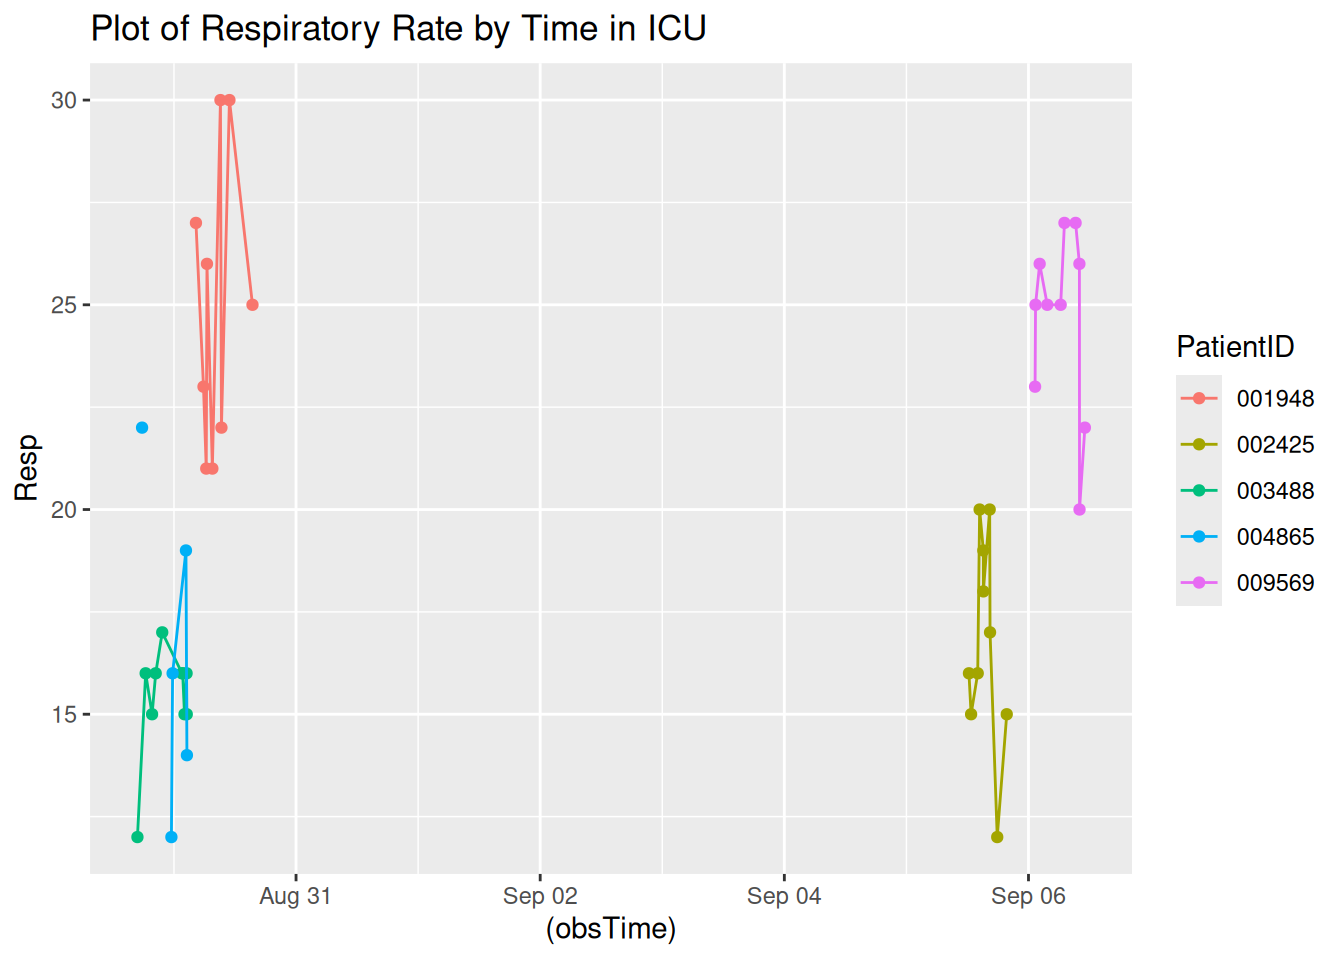 Plot of Respiratory Rate by Time in ICU
30
25
20
15
Resp
Aug 31
Sep 02
Sep 04
Sep 06
(obsTime)
PatientID
001948
002425
003488
004865
009569